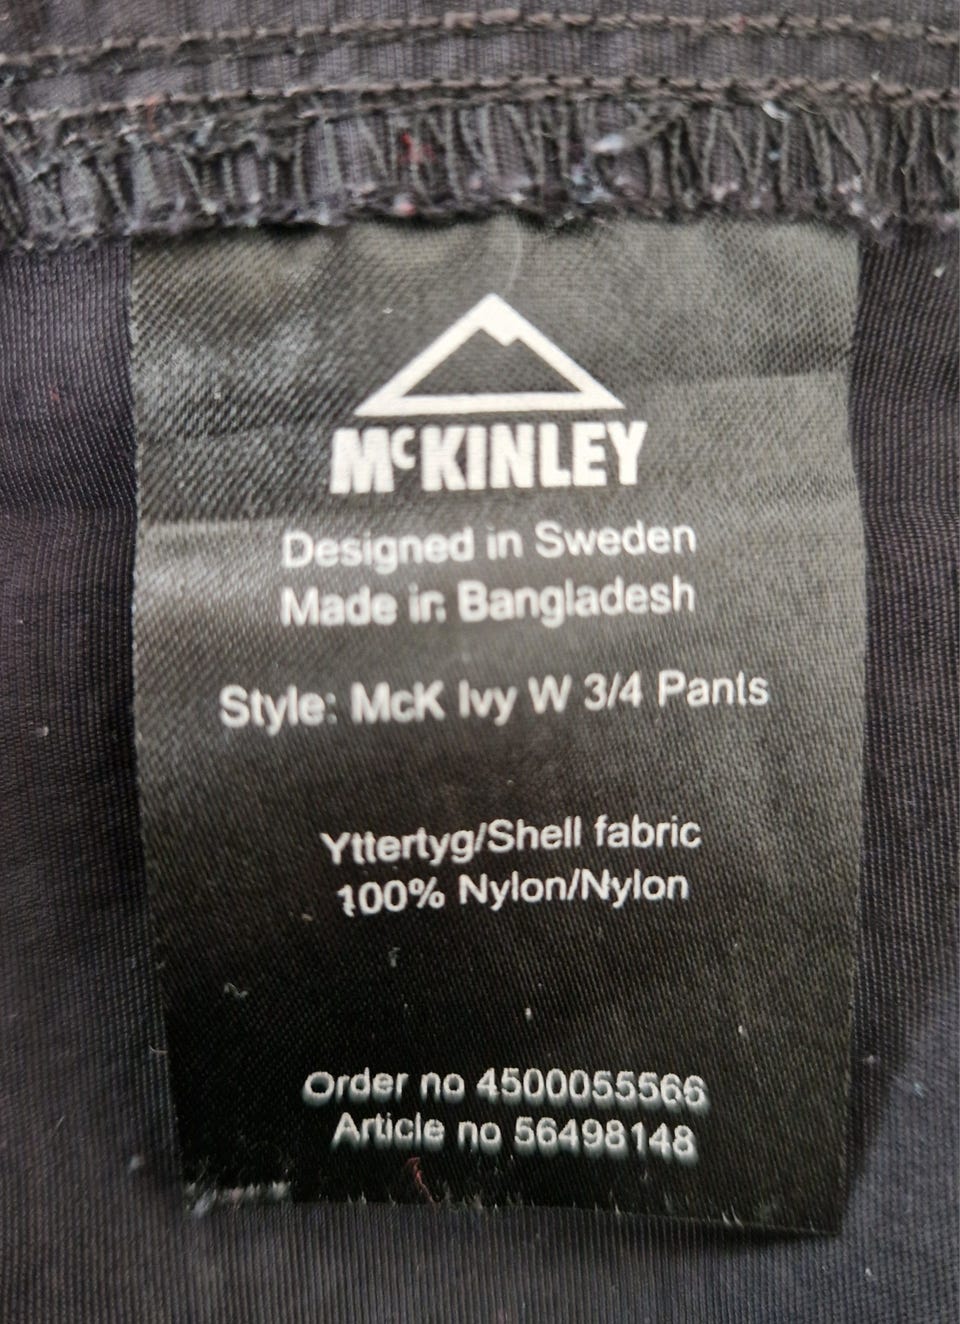 McKINLEY
Designed in Sweden
Made in Bangladesh
Style: McK Ivy W 3/4 Pants
Yttertyg/Shell fabric
100% Nylon/Nylon
Order no 4500055566
Article no 56498148